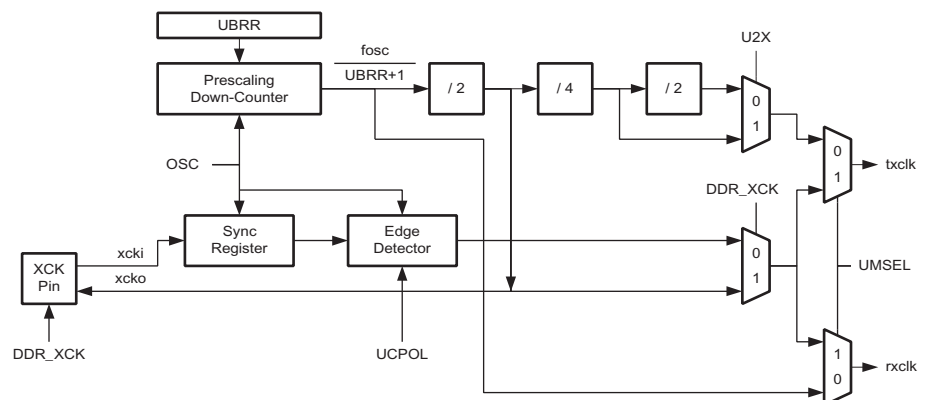 UBRR
fosc
UBRR+1
U2X
Prescaling
Down-Counter
/ 2
/ 4
/ 2
0
1
OSC
0
1
txclk
DDR_XCK
Sync
Register
Edge
Detector
xcki
XCK
Pin
xcko
0
1
UMSEL
DDR_XCK
UCPOL
1
0
rxclk